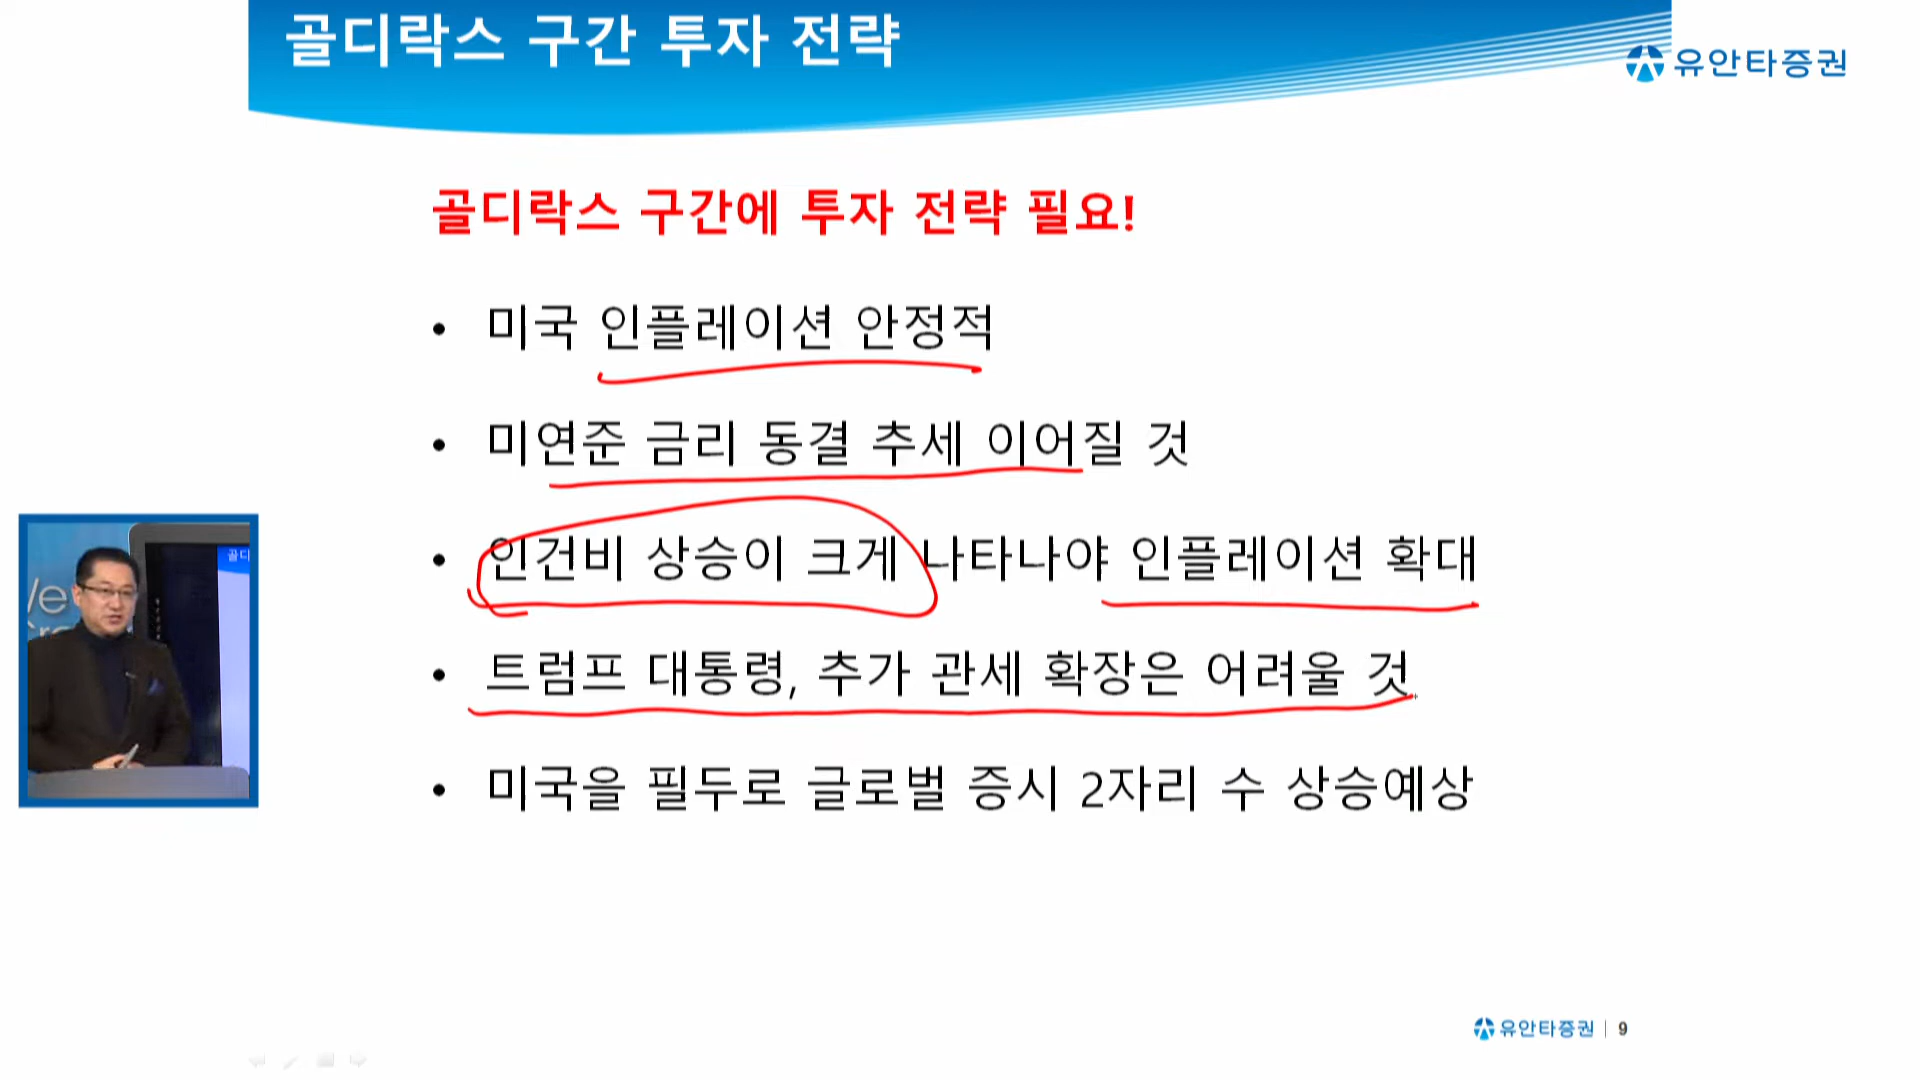 골디락스 구간 투자 전략
유안타증권
골디락스 구간에 투자 전략 필요!
• 미국 인플레이션 안정적
• 미연준 금리 동결 추세 이어질 것
• 인건비 상승이 크게 나타나야 인플레이션 확대
• 트럼프 대통령, 추가 관세 확장은 어려울 것
• 미국을 필두로 글로벌 증시 2자리 수 상승예상
골디
유안타증권 | 9